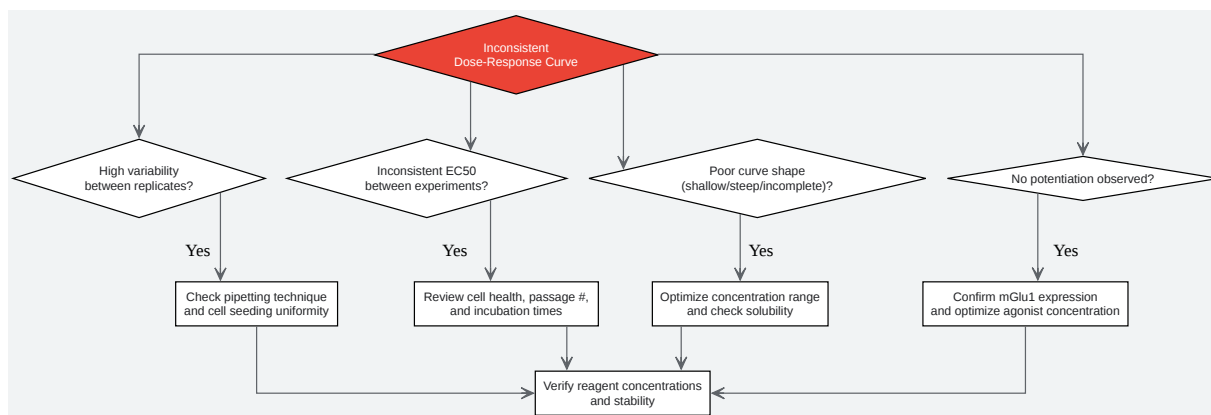 Inconsistent
Dose-Response Curve
High variability
between replicates?
Inconsistent EC50
between experiments?
Poor curve shape
(shallow/steep/incomplete)?
No potentiation observed?
Yes
Yes
Yes
Yes
Check pipetting technique
and cell seeding uniformity
Review cell health, passage #,
and incubation times
Optimize concentration range
and check solubility
Confirm mGlu1 expression
and optimize agonist concentration
Verify reagent concentrations
and stability